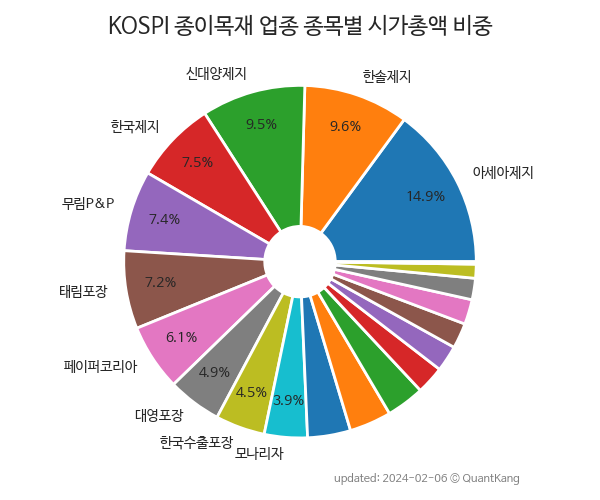 KOSPI 종이목재 업종 종목별 시가총액 비중
신대양제지
한솔제지
9.5%
9.6%
한국제지
7.5%
아세아제지
14.9%
무림P&P
7.4%
태림포장
7.2%
6.1%
페이퍼코리아
4.9%
4.5%
3.9%
대영포장
한국수출포장
모나리자
updated: 2024-02-06 © QuantKang